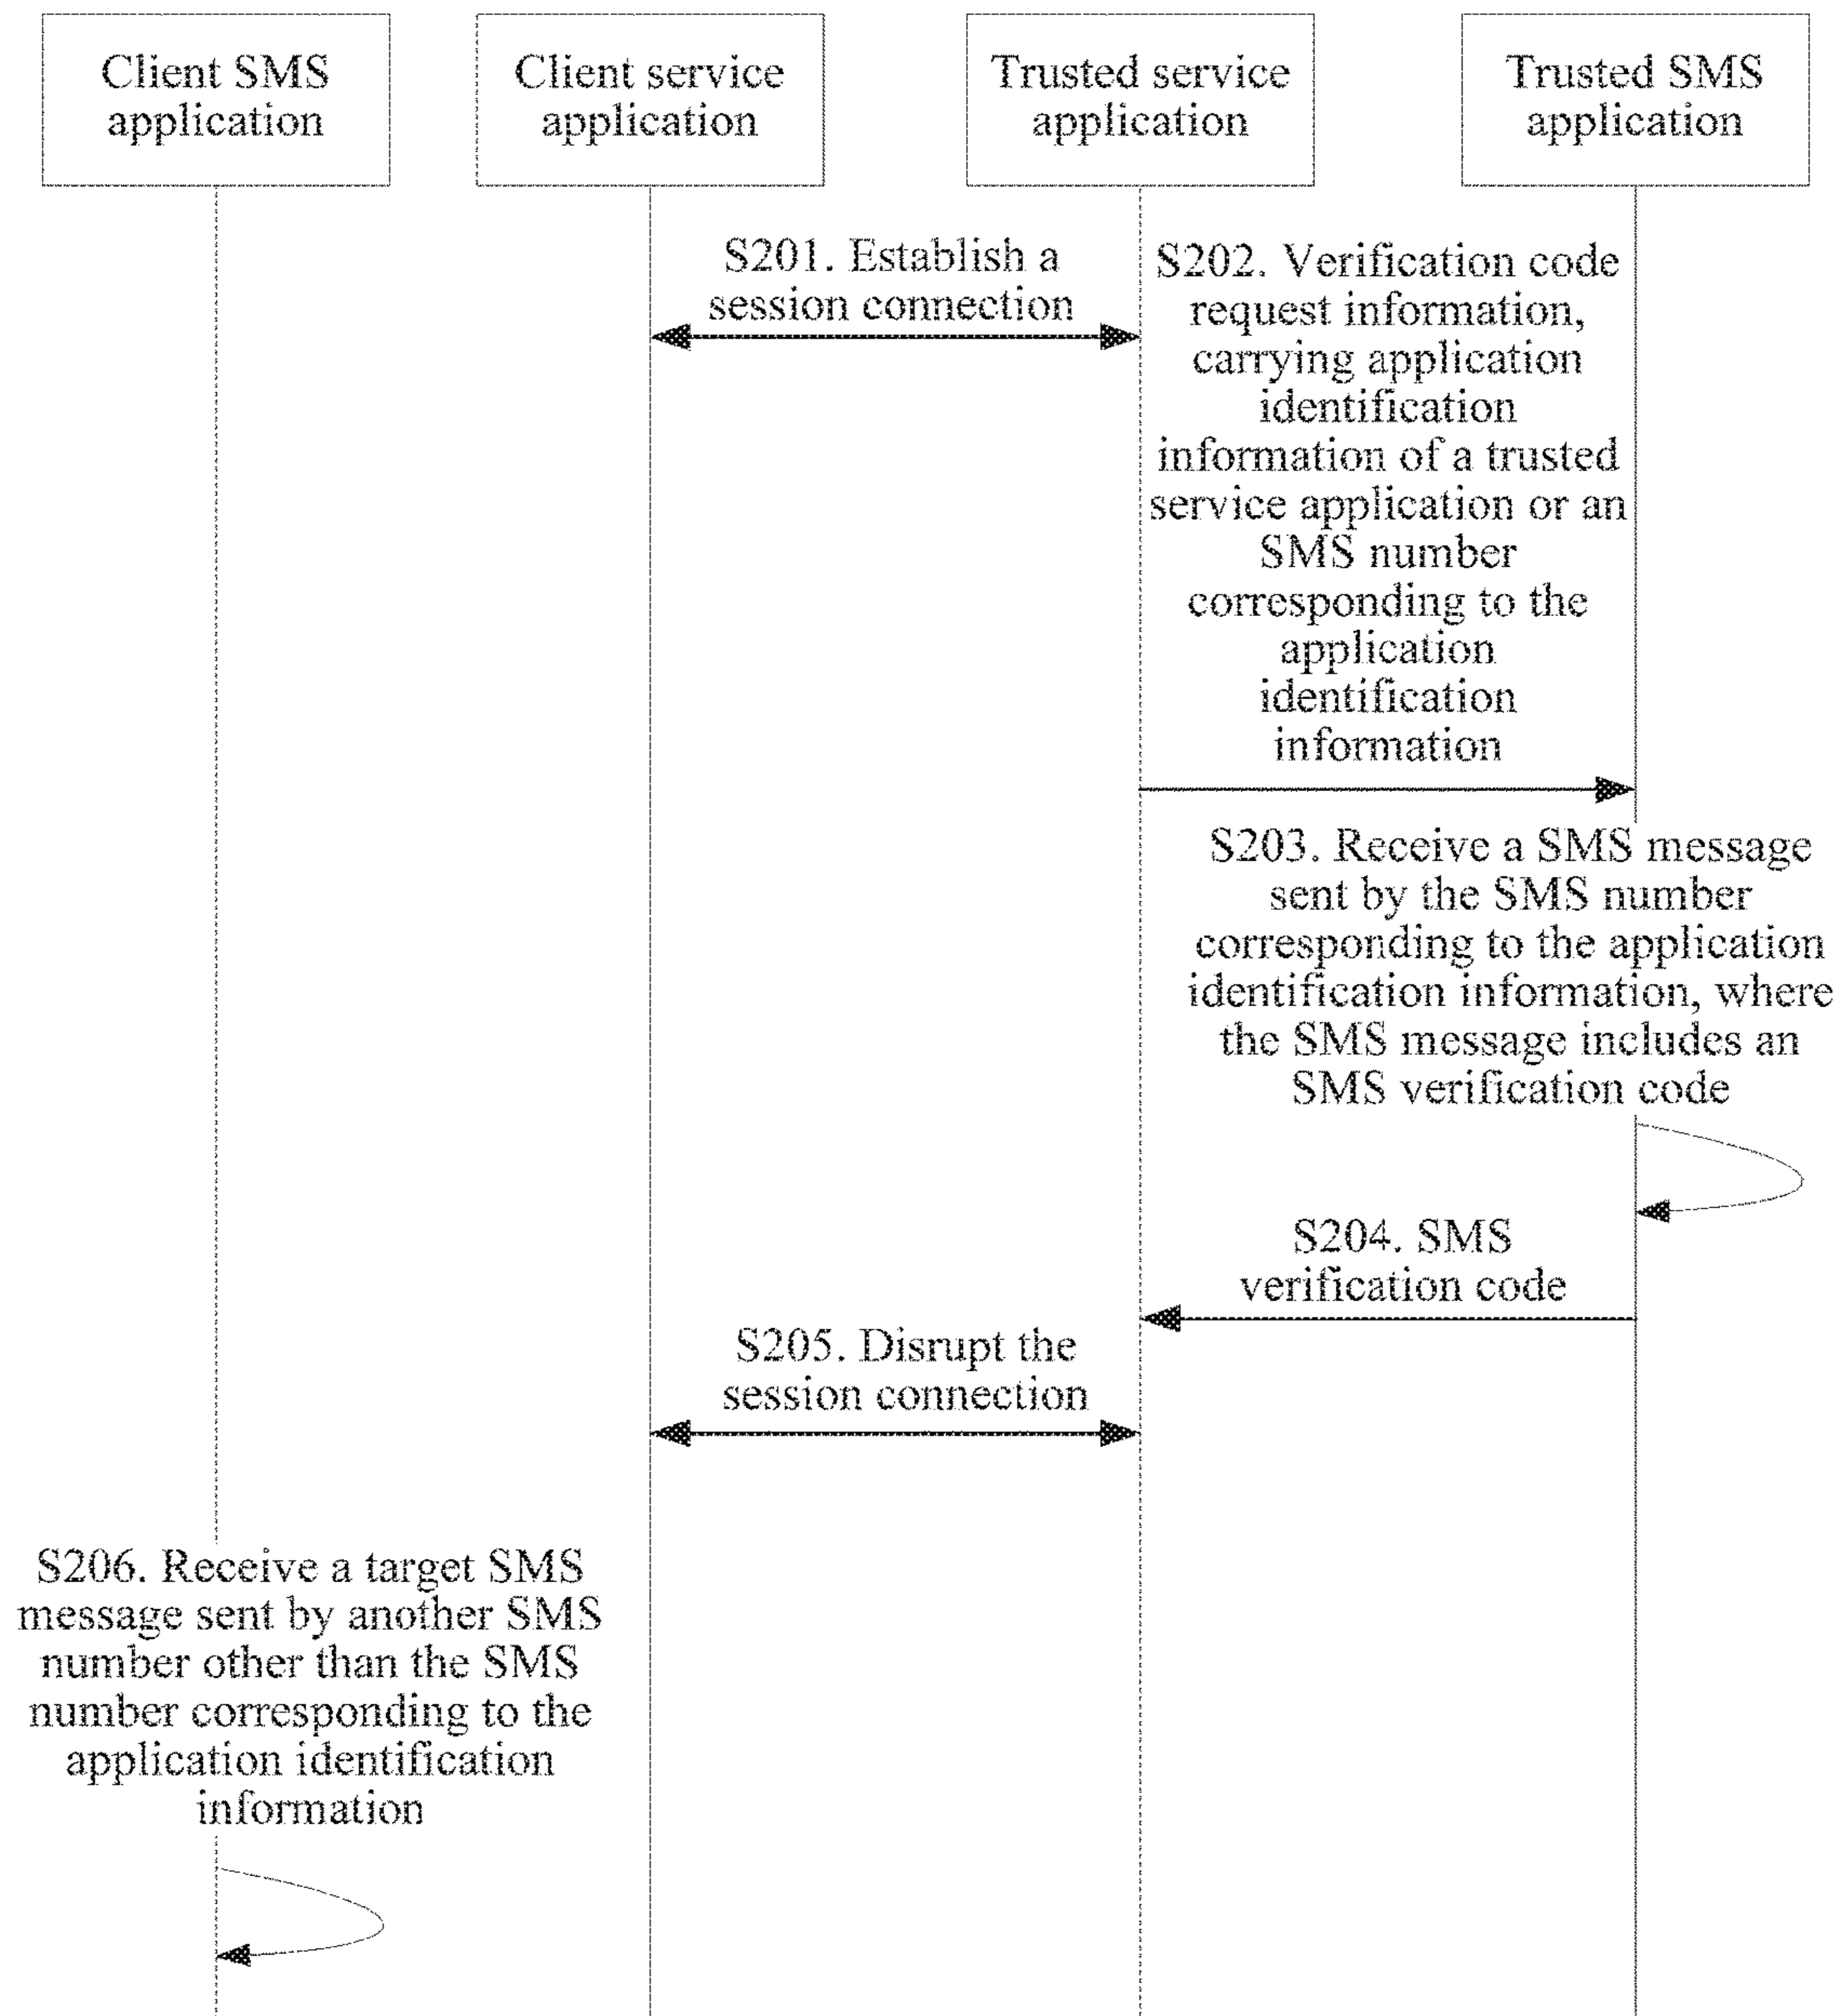 Client SMS
application
Client service
application
Trusted service
application
Trusted SMS
application
S201. Establish a
session connection
S202. Verification code
request information,
carrying application
identification
information of a trusted
service application or an
SMS number
corresponding to the
application
identification
information
S203. Receive a SMS message
sent by the SMS number
corresponding to the application
identification information, where
the SMS message includes an
SMS verification code
S204. SMS
verification code
S205. Disrupt the
session connection
S206. Receive a target SMS
message sent by another SMS
number other than the SMS
number corresponding to the
application identification
information